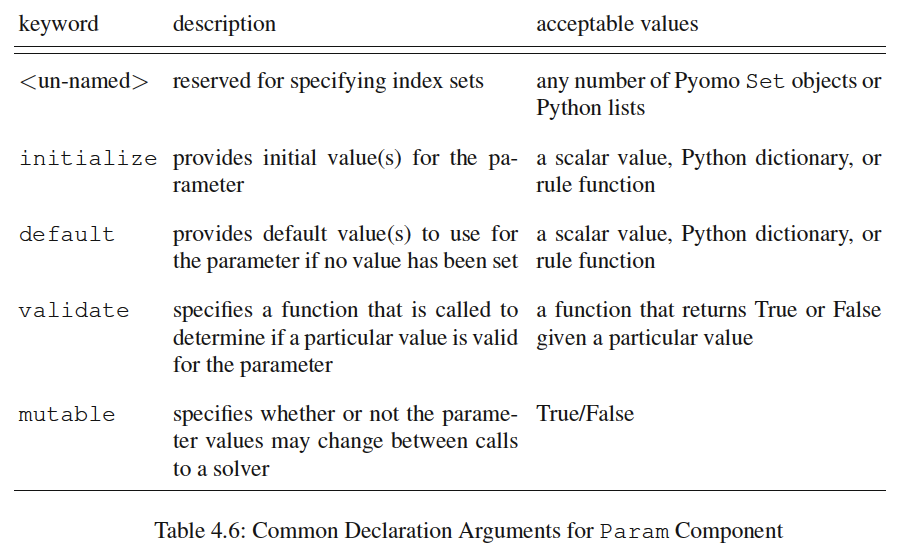 keyword description acceptable values
<un-named> reserved for specifying index sets any number of Pyomo Set objects or
Python lists
initialize provides initial value(s) for the pa- a scalar value, Python dictionary, or
rameter rule function
default provides default value(s) to use for a scalar value, Python dictionary, or
the parameter if no value has been set rule function
validate specifies a function that is called to a function that returns True or False
determine if a particular value is valid given a particular value
for the parameter
mutable specifies whether or not the parame- True/False
ter values may change between calls
to a solver
Table 4.6: Common Declaration Arguments for Param Component